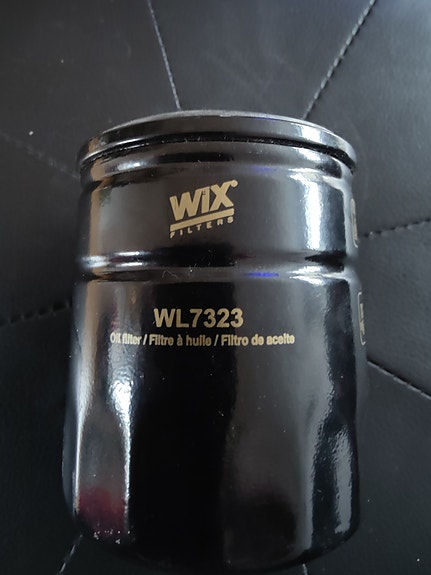 WIX
FILTERS
WL7323
Oil filter / Filtre à huile / Filtro de aceite